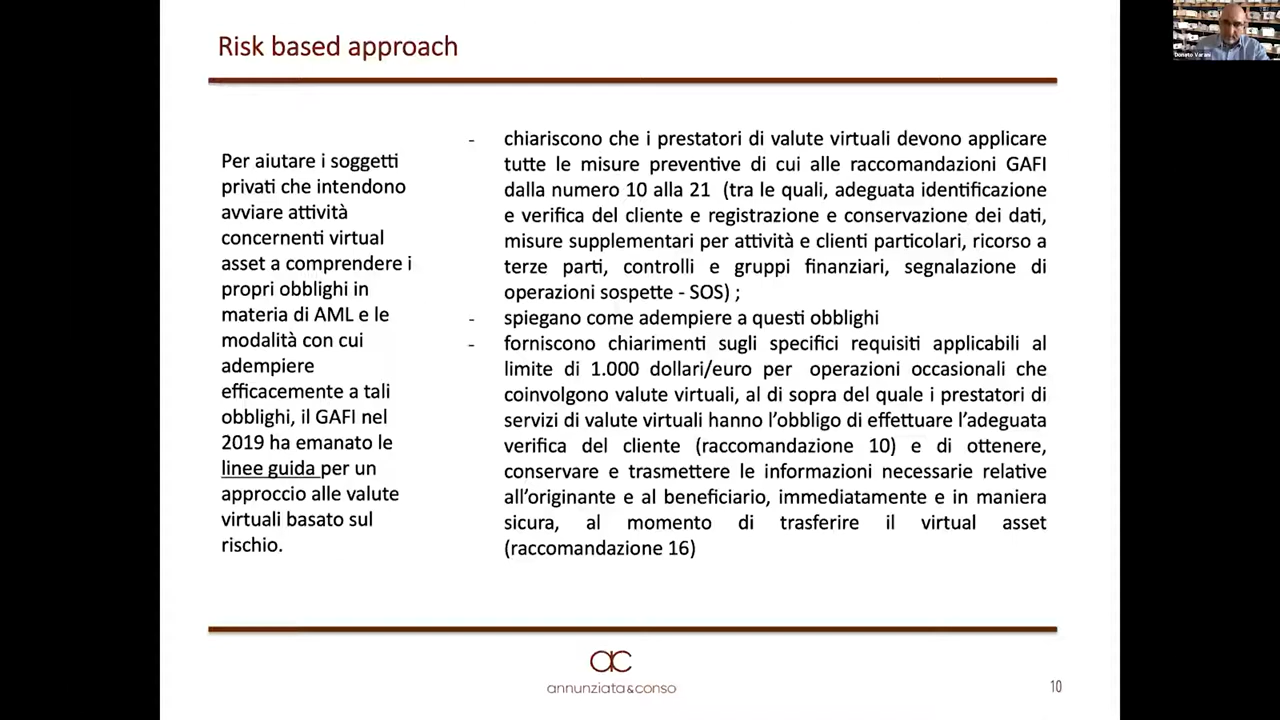 Risk based approach
Per aiutare i soggetti
privati che intendono
avviare attività
concernenti virtual
asset a comprendere i
propri obblighi in
materia di AML e le
modalità con cui
adempiere
efficacemente a tali
obblighi, il GAFI nel
2019 ha emanato le
linee guida per un
approccio alle valute
virtuali basato sul
rischio.
- chiariscono che i prestatori di valute virtuali devono applicare
tutte le misure preventive di cui alle raccomandazioni GAFI
dalla numero 10 alla 21 (tra le quali, adeguata identificazione
e verifica del cliente e registrazione e conservazione dei dati,
misure supplementari per attività e clienti particolari, ricorso a
terze parti, controlli e gruppi finanziari, segnalazione di
operazioni sospette - SOS) ;
- spiegano come adempiere a questi obblighi
- forniscono chiarimenti sugli specifici requisiti applicabili al
limite di 1.000 dollari/euro per operazioni occasionali che
coinvolgono valute virtuali, al di sopra del quale i prestatori di
servizi di valute virtuali hanno l'obbligo di effettuare l'adeguata
verifica del cliente (raccomandazione 10) e di ottenere,
conservare e trasmettere le informazioni necessarie relative
all'originante e al beneficiario, immediatamente e in maniera
sicura, al momento di trasferire il virtual asset
(raccomandazione 16)
ac
annunziata&conso
10
Donato Varani